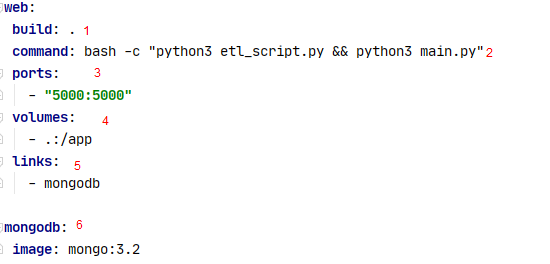 web:
build: . 1
command: bash -c "python3 etl_script.py && python3 main.py" 2
ports: 3
- "5000:5000"
volumes: 4
- .:/app
links: 5
- mongodb
mongodb: 6
image: mongo:3.2